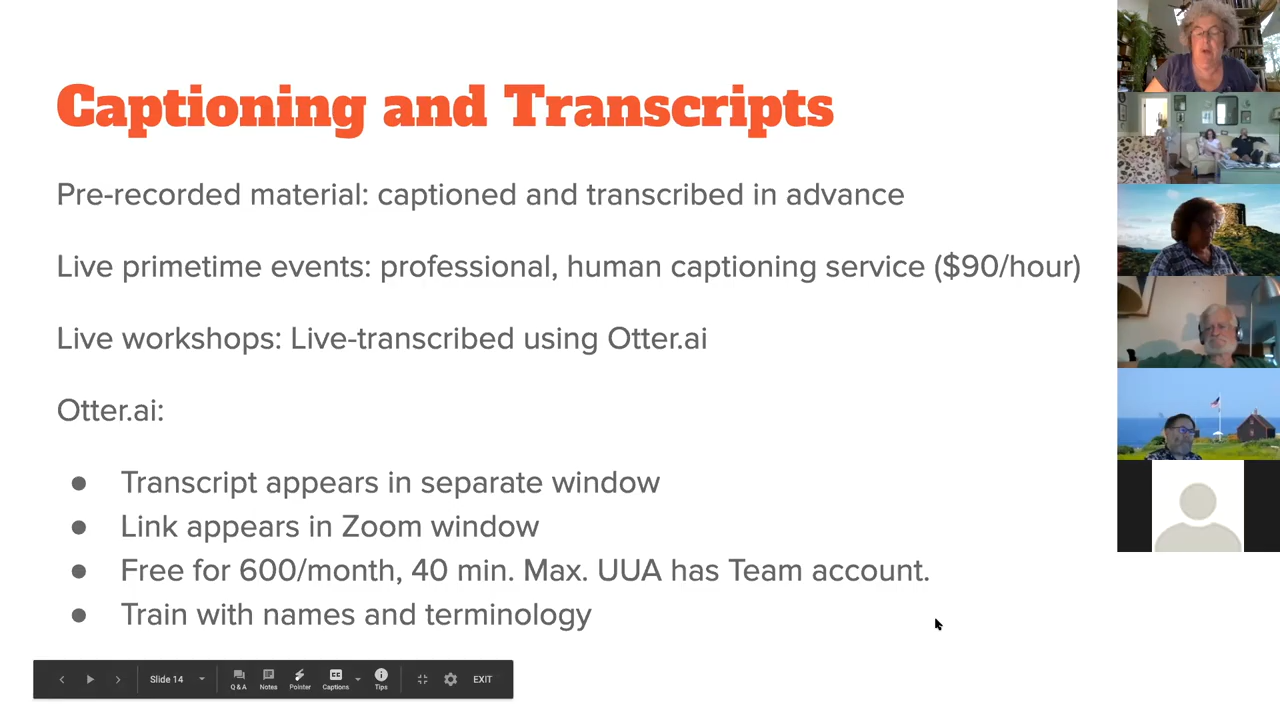 Captioning and Transcripts
Pre-recorded material: captioned and transcribed in advance
Live primetime events: professional, human captioning service ($90/hour)
Live workshops: Live-transcribed using Otter.ai
Otter.ai:
● Transcript appears in separate window
● Link appears in Zoom window
● Free for 600/month, 40 min. Max. UUA has Team account.
● Train with names and terminology
Slide 14
Q & A
Notes
Pointer
Captions
Tips
EXIT